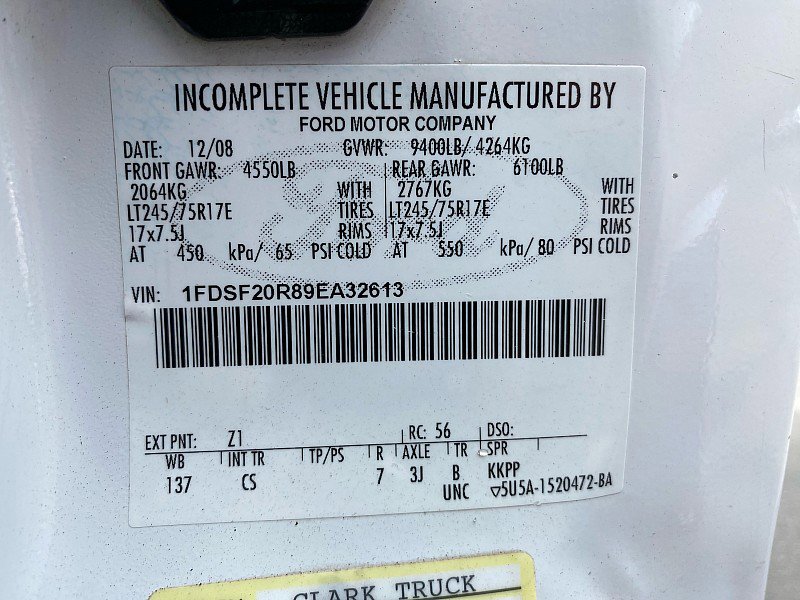 INCOMPLETE VEHICLE MANUFACTURED BY
FORD MOTOR COMPANY
DATE: 12/08 GVWR: 9400LB/ 4264KG
FRONT GAWR: 4550LB REAR GAWR: 6100LB
2064KG WITH 2767KG WITH
LT245/75R17E TIRES LT245/75R17E TIRES
17x7.5J RIMS 17x7.5J RIMS
AT 450 kPa/ 65 PSI COLD AT 550 kPa/ 80 PSI COLD
VIN: 1FDSF20R89EA32613
EXT PNT: Z1 RC: 56 DSO:
WB INT TR TP/PS R AXLE TR SPR
137 CS 7 3J B KKPP
UNC ▽5U5A-1520472-BA
CLARK TRUCK